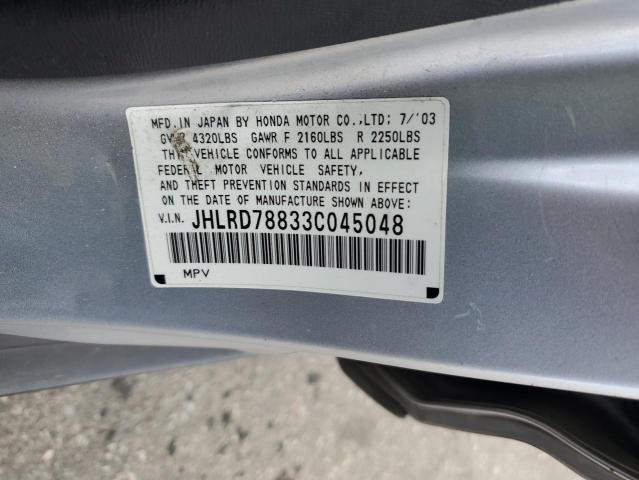 MFD. IN JAPAN BY HONDA MOTOR CO.,LTD; 7/'03
4320LBS GAWR F 2160LBS R 2250LBS
VEHICLE CONFORMS TO ALL APPLICABLE
FEDERAL MOTOR VEHICLE SAFETY,
AND THEFT PREVENTION STANDARDS IN EFFECT
ON THE DATE OF MANUFACTURE SHOWN ABOVE:
V.I.N. JHLRD78833C045048
MPV